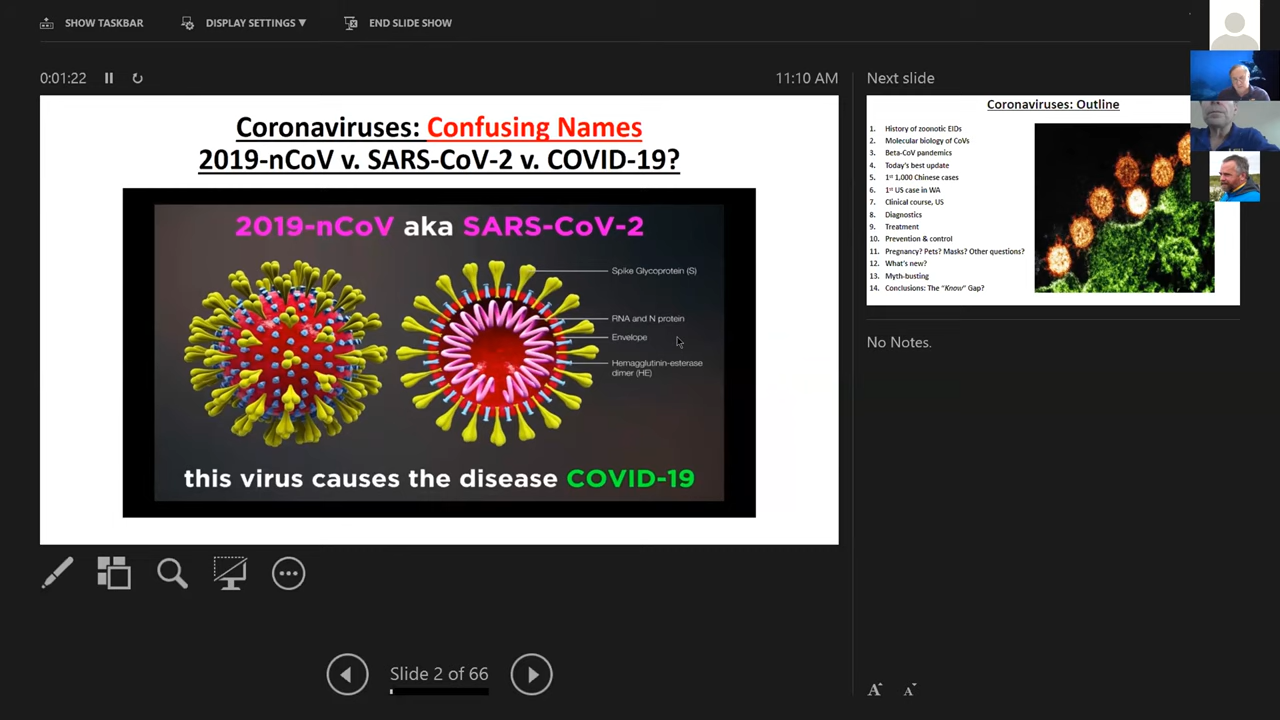 SHOW TASKBAR
DISPLAY SETTINGS ▼
END SLIDE SHOW
0:01:22
11:10 AM
Coronaviruses: Confusing Names
2019-nCoV v. SARS-CoV-2 v. COVID-19?
2019-nCoV aka SARS-CoV-2
Spike Glycoprotein (S)
RNA and N protein
Envelope
Hemagglutinin-esterase
dimer (HE)
this virus causes the disease COVID-19
Slide 2 of 66
Next slide
Coronaviruses: Outline
1. History of zoonotic EIDs
2. Molecular biology of CoVs
3. Beta-CoV pandemics
4. Today's best update
5. 1st 1,000 Chinese cases
6. 1st US case in WA
7. Clinical course, US
8. Diagnostics
9. Treatment
10. Prevention & control
11. Pregnancy? Pets? Masks? Other questions?
12. What's new?
13. Myth-busting
14. Conclusions: The "Know" Gap?
No Notes.
A A